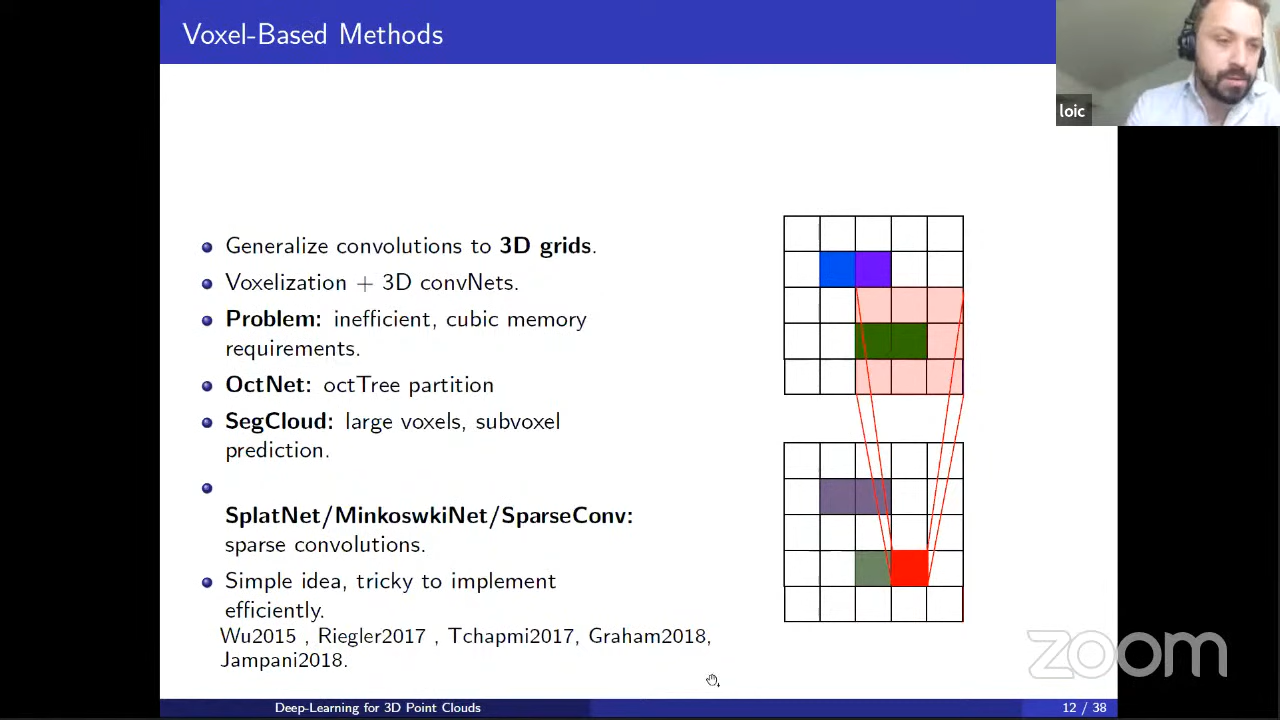 Voxel-Based Methods
loic
Generalize convolutions to 3D grids.
Voxelization + 3D convNets.
Problem: inefficient, cubic memory
requirements.
OctNet: octTree partition
SegCloud: large voxels, subvoxel
prediction.
SplatNet/MinkoswkiNet/SparseConv:
sparse convolutions.
Simple idea, tricky to implement
efficiently.
Wu2015 , Riegler2017 , Tchapmi2017, Graham2018,
Jampani2018.
zoom
Deep-Learning for 3D Point Clouds
12 / 38